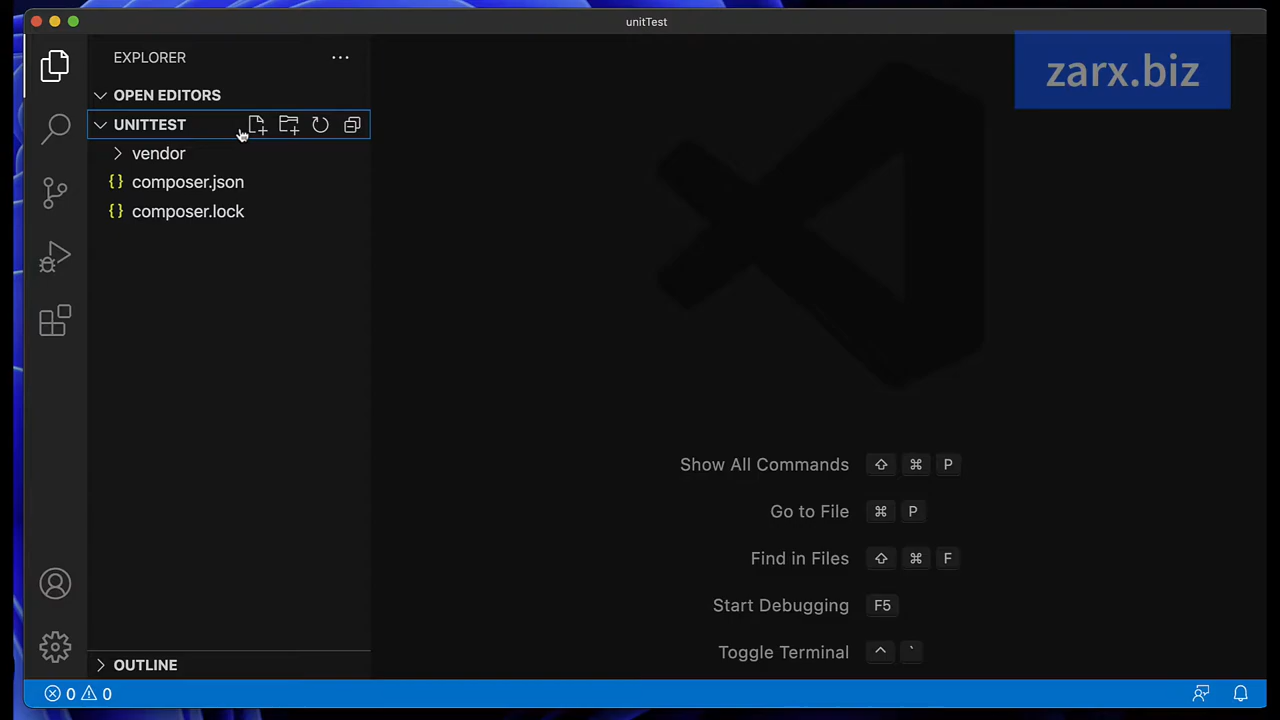 unitTest
zarx.biz
EXPLORER
OPEN EDITORS
UNITTEST
vendor
{} composer.json
{} composer.lock
Show All Commands ⇧ ⌘ P
Go to File ⌘ P
Find in Files ⇧ ⌘ F
Start Debugging F5
Toggle Terminal ^ `
OUTLINE
0 0